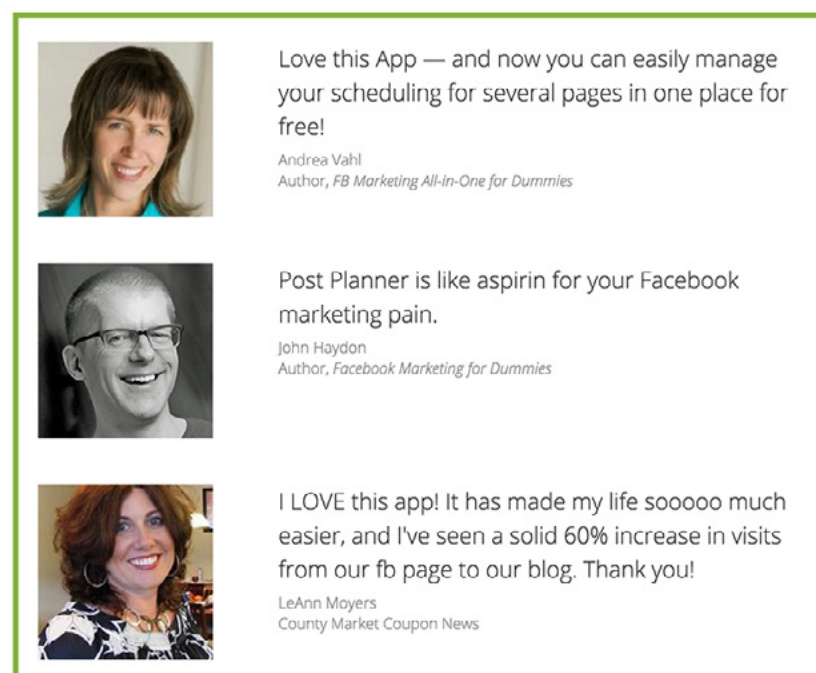 Love this App — and now you can easily manage
your scheduling for several pages in one place for
free!
Andrea Vahl
Author, FB Marketing All-in-One for Dummies
Post Planner is like aspirin for your Facebook
marketing pain.
John Haydon
Author, Facebook Marketing for Dummies
I LOVE this app! It has made my life sooooo much
easier, and I've seen a solid 60% increase in visits
from our fb page to our blog. Thank you!
LeAnn Moyers
County Market Coupon News